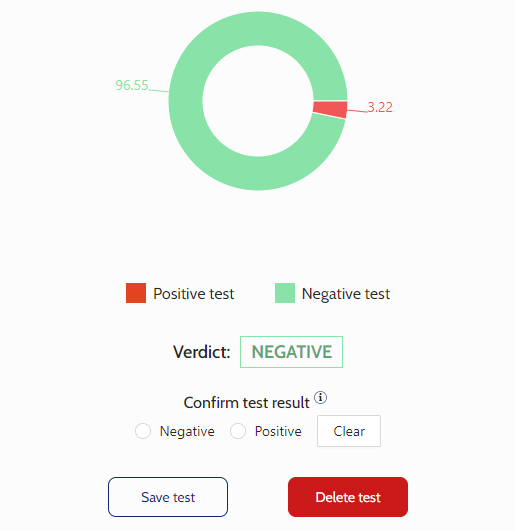 96.55
3.22
Positive test Negative test
Verdict: NEGATIVE
Confirm test result i
Negative Positive Clear
Save test Delete test